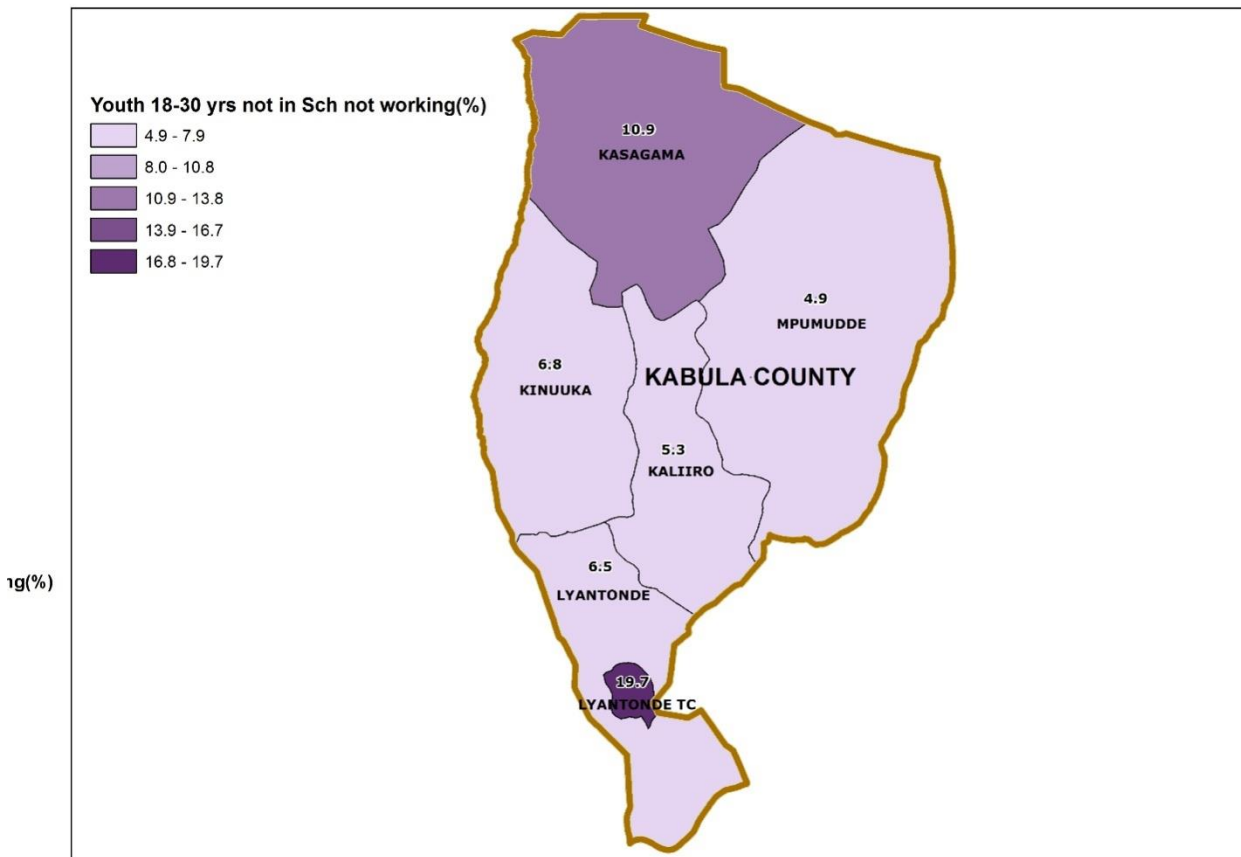 Youth 18-30 yrs not in Sch not working(%)
4.9 - 7.9
8.0 - 10.8
10.9 - 13.8
13.9 - 16.7
16.8 - 19.7
10.9
KASAGAMA
4.9
MPUMUDDE
6.8
KINUUKA
KABULA COUNTY
5.3
KALIIRO
6.5
LYANTONDE
19.7
LYANTONDE TC
ng(%)